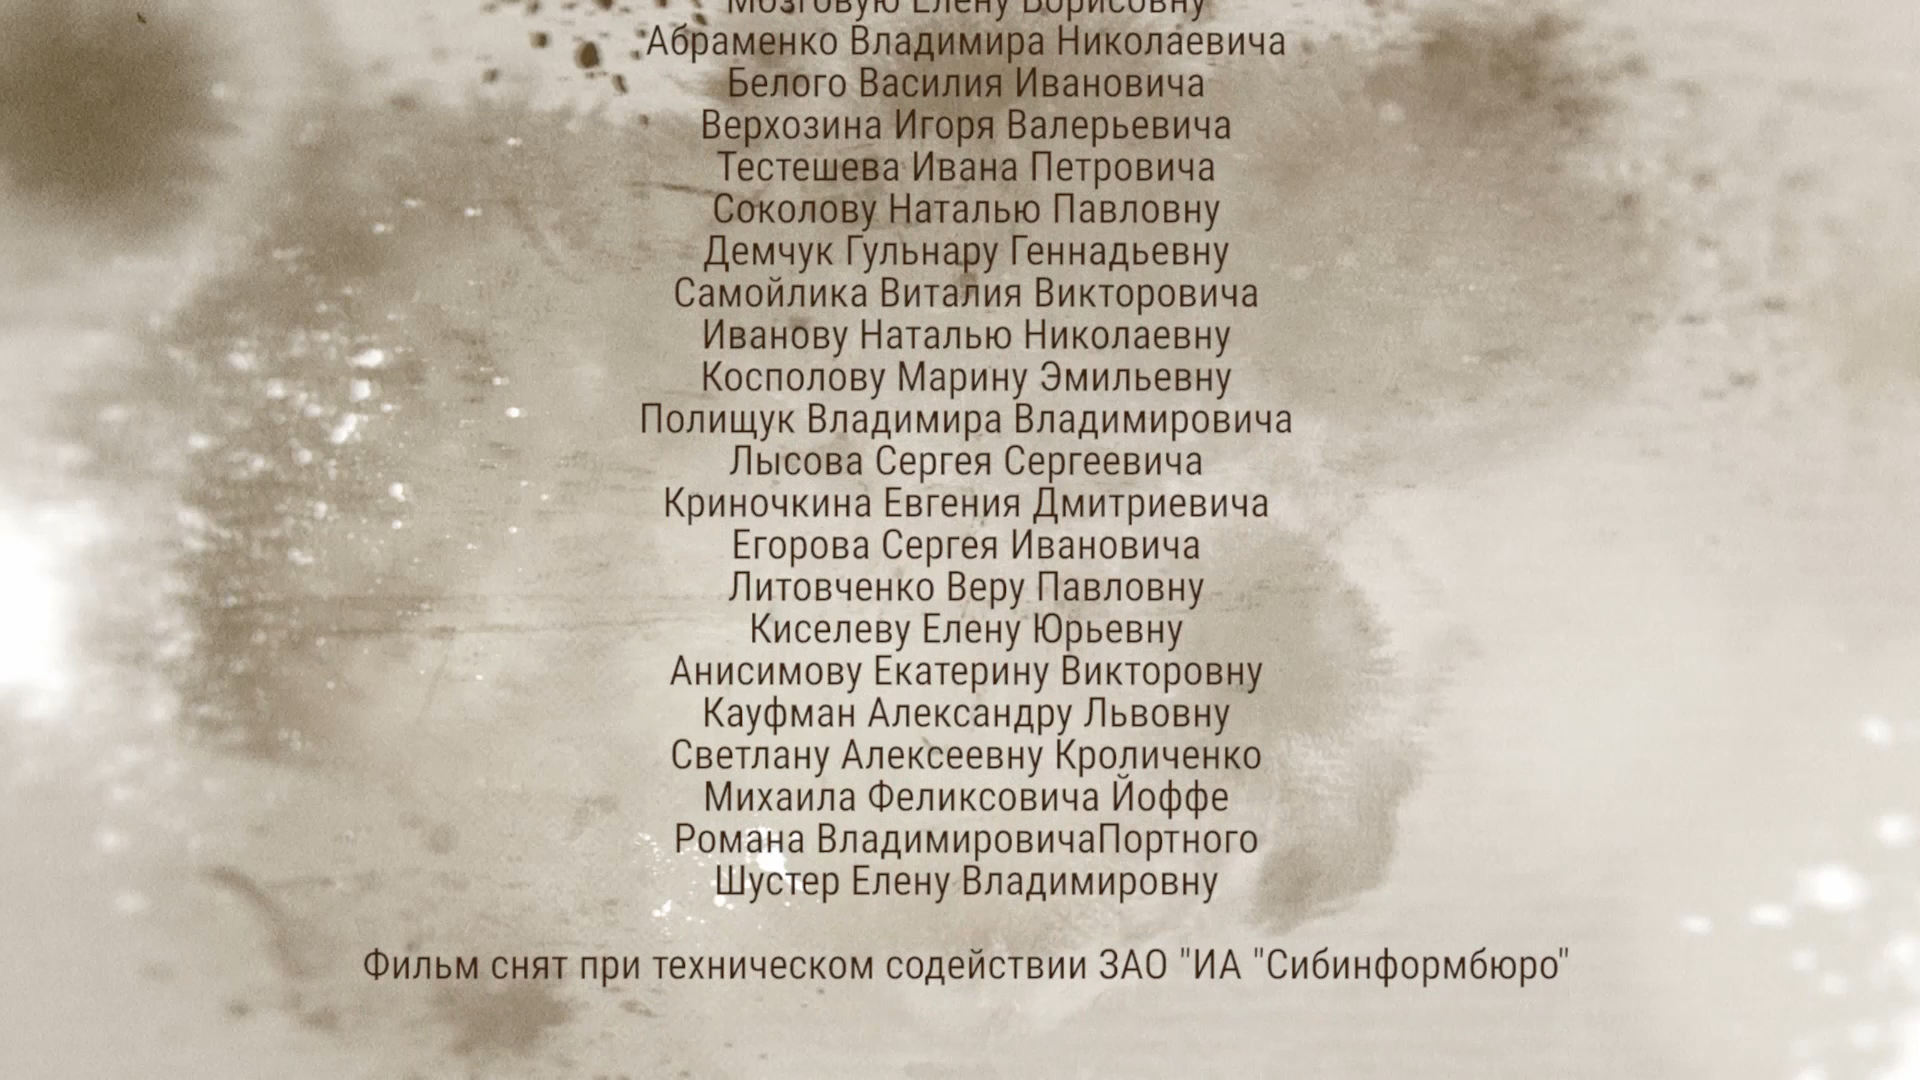 Мозговую Елену Борисовну
Абраменко Владимира Николаевича
Белого Василия Ивановича
Верхозина Игоря Валерьевича
Тестешева Ивана Петровича
Соколову Наталью Павловну
Демчук Гульнару Геннадьевну
Самойлика Виталия Викторовича
Иванову Наталью Николаевну
Косполову Марину Эмильевну
Полищук Владимира Владимировича
Лысова Сергея Сергеевича
Криночкина Евгения Дмитриевича
Егорова Сергея Ивановича
Литовченко Веру Павловну
Киселеву Елену Юрьевну
Анисимову Екатерину Викторовну
Кауфман Александру Львовну
Светлану Алексеевну Кроличенко
Михаила Феликсовича Йоффе
Романа ВладимировичаПортного
Шустер Елену Владимировну
Фильм снят при техническом содействии ЗАО "ИА "Сибинформбюро"